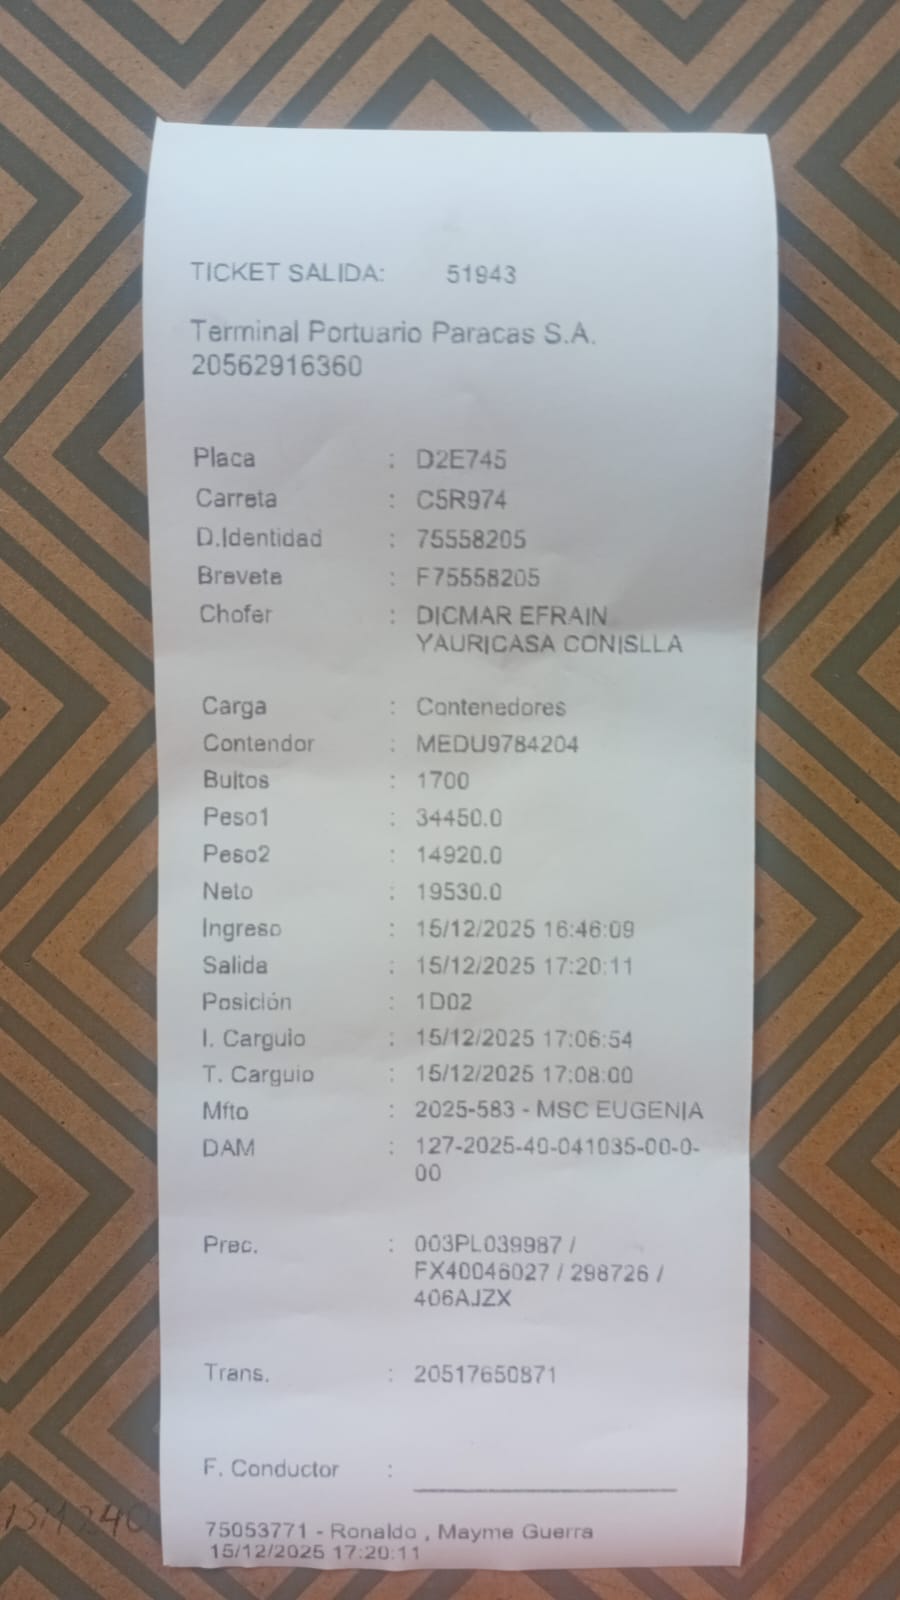 TICKET SALIDA: 51943
Terminal Portuario Paracas S.A.
20562916360
Placa : D2E745
Carreta : C5R974
D.Identidad : 75558205
Brevete : F75558205
Chofer : DICMAR EFRAIN
YAURICASA CONISLLA
Carga : Contenedores
Contendor : MEDU9784204
Bultos : 1700
Peso1 : 34450.0
Peso2 : 14920.0
Neto : 19530.0
Ingreso : 15/12/2025 16:46:09
Salida : 15/12/2025 17:20:11
Posición : 1D02
I. Carguio : 15/12/2025 17:06:54
T. Carguio : 15/12/2025 17:08:00
Mfto : 2025-583 - MSC EUGENIA
DAM : 127-2025-40-041035-00-0-
00
Prec. : 003PL039987 /
FX40046027 / 298726 /
406AJZX
Trans. : 20517650871
F. Conductor :
75053771 - Ronaldo , Mayme Guerra
15/12/2025 17:20:11